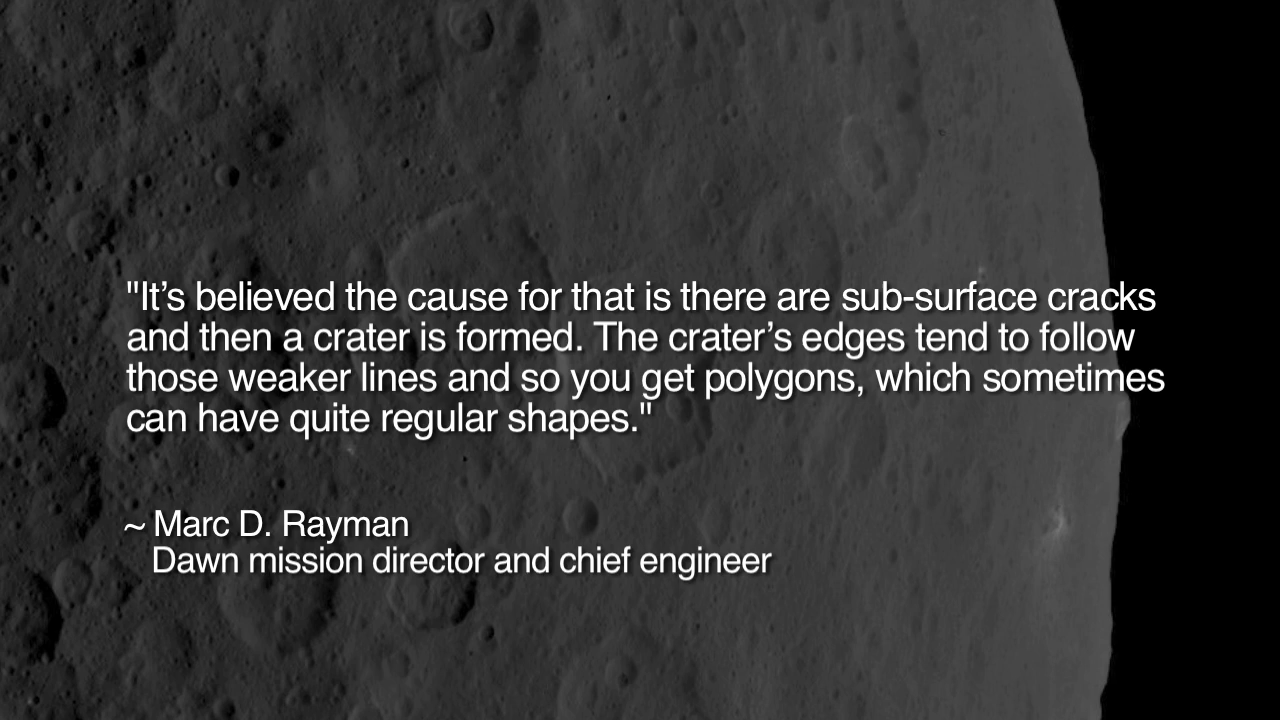 "It’s believed the cause for that is there are sub-surface cracks
and then a crater is formed. The crater’s edges tend to follow
those weaker lines and so you get polygons, which sometimes
can have quite regular shapes."
~ Marc D. Rayman
Dawn mission director and chief engineer